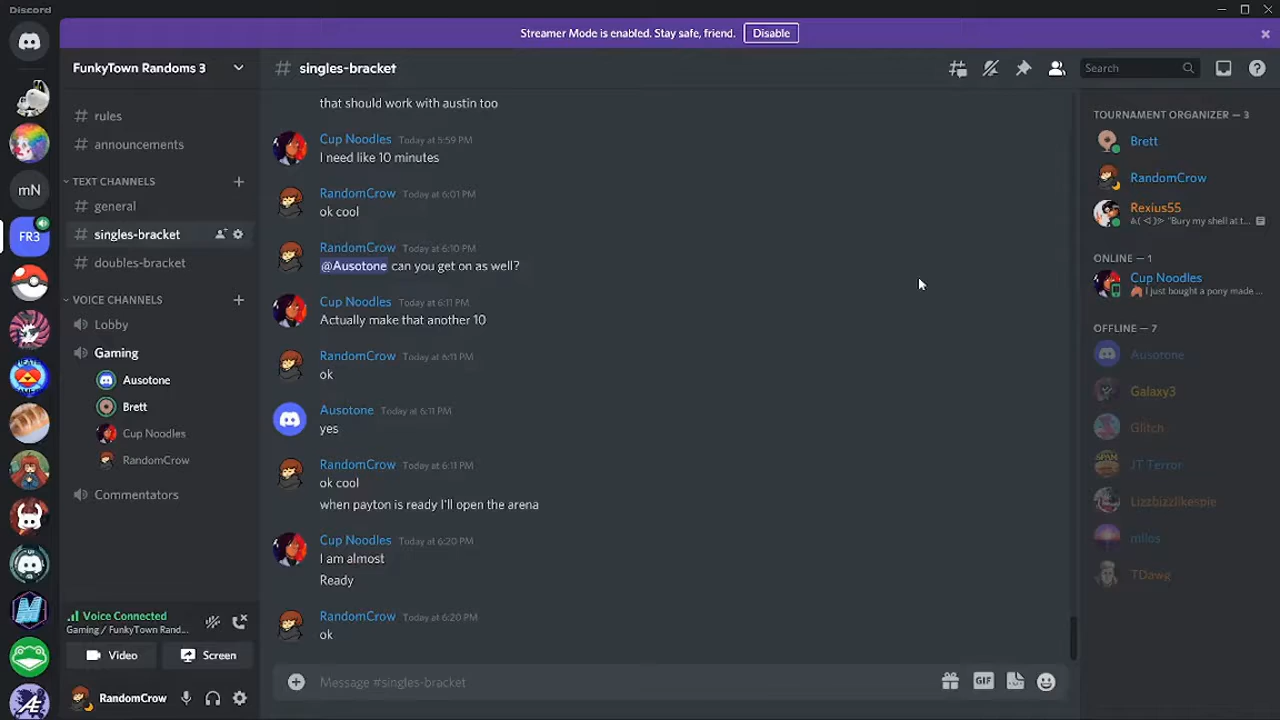 Discord
Streamer Mode is enabled. Stay safe, friend.
Disable
FunkyTown Randoms 3
# singles-bracket
Search
# rules
# announcements
TEXT CHANNELS
# general
# singles-bracket
# doubles-bracket
VOICE CHANNELS
Lobby
Gaming
Ausotone
Brett
Cup Noodles
RandomCrow
Commentators
mN
FR3
that should work with austin too
Cup Noodles Today at 5:59 PM
I need like 10 minutes
RandomCrow Today at 6:01 PM
ok cool
RandomCrow Today at 6:10 PM
@Ausotone can you get on as well?
Cup Noodles Today at 6:11 PM
Actually make that another 10
RandomCrow Today at 6:11 PM
ok
Ausotone Today at 6:11 PM
yes
RandomCrow Today at 6:11 PM
ok cool
when payton is ready I'll open the arena
Cup Noodles Today at 6:20 PM
I am almost
Ready
RandomCrow Today at 6:20 PM
ok
Message #singles-bracket
GIF
TOURNAMENT ORGANIZER — 3
Brett
RandomCrow
Rexius55
"Bury my shell at t...
ONLINE — 1
Cup Noodles
I just bought a pony made ...
OFFLINE — 7
Ausotone
Galaxy3
Glitch
JT Terror
Lizzbizzlikespie
milos
TDawg
Voice Connected
Gaming / FunkyTown Rand...
Video
Screen
RandomCrow